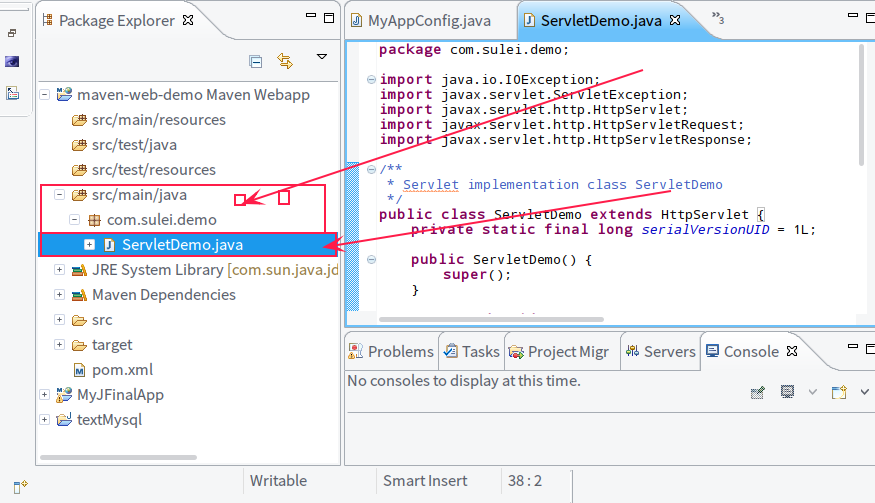 Package Explorer
maven-web-demo Maven Webapp
src/main/resources
src/test/java
src/test/resources
src/main/java
com.sulei.demo
ServletDemo.java
JRE System Library [com.sun.java.jd
Maven Dependencies
src
target
pom.xml
MyJFinalApp
textMysql
MyAppConfig.java
ServletDemo.java
3
package com.sulei.demo;
import java.io.IOException;
import javax.servlet.ServletException;
import javax.servlet.http.HttpServlet;
import javax.servlet.http.HttpServletRequest;
import javax.servlet.http.HttpServletResponse;
/**
* Servlet implementation class ServletDemo
*/
public class ServletDemo extends HttpServlet {
private static final long serialVersionUID = 1L;
public ServletDemo() {
super();
}
Problems
Tasks
Project Migr
Servers
Console
No consoles to display at this time.
Writable
Smart Insert
38 : 2